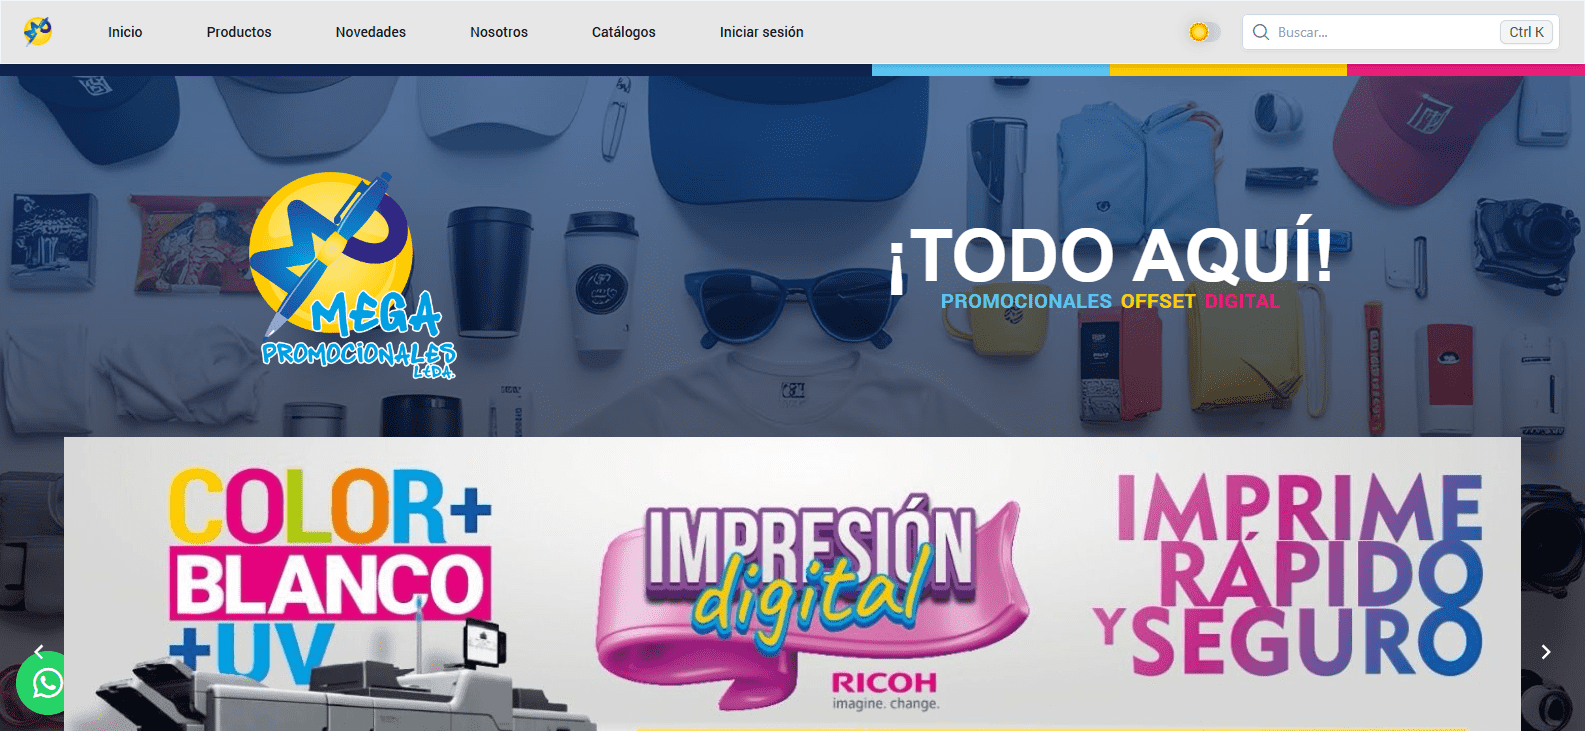 Inicio
Productos
Novedades
Nosotros
Catálogos
Iniciar sesión
Buscar...
Ctrl K
MEGA
PROMOCIONALES
LTDA.
¡TODO AQUÍ!
PROMOCIONALES OFFSET DIGITAL
COLOR+
BLANCO
+UV
IMPRESIÓN
digital
RICOH
imagine. change.
IMPRIME
RÁPIDO
Y SEGURO